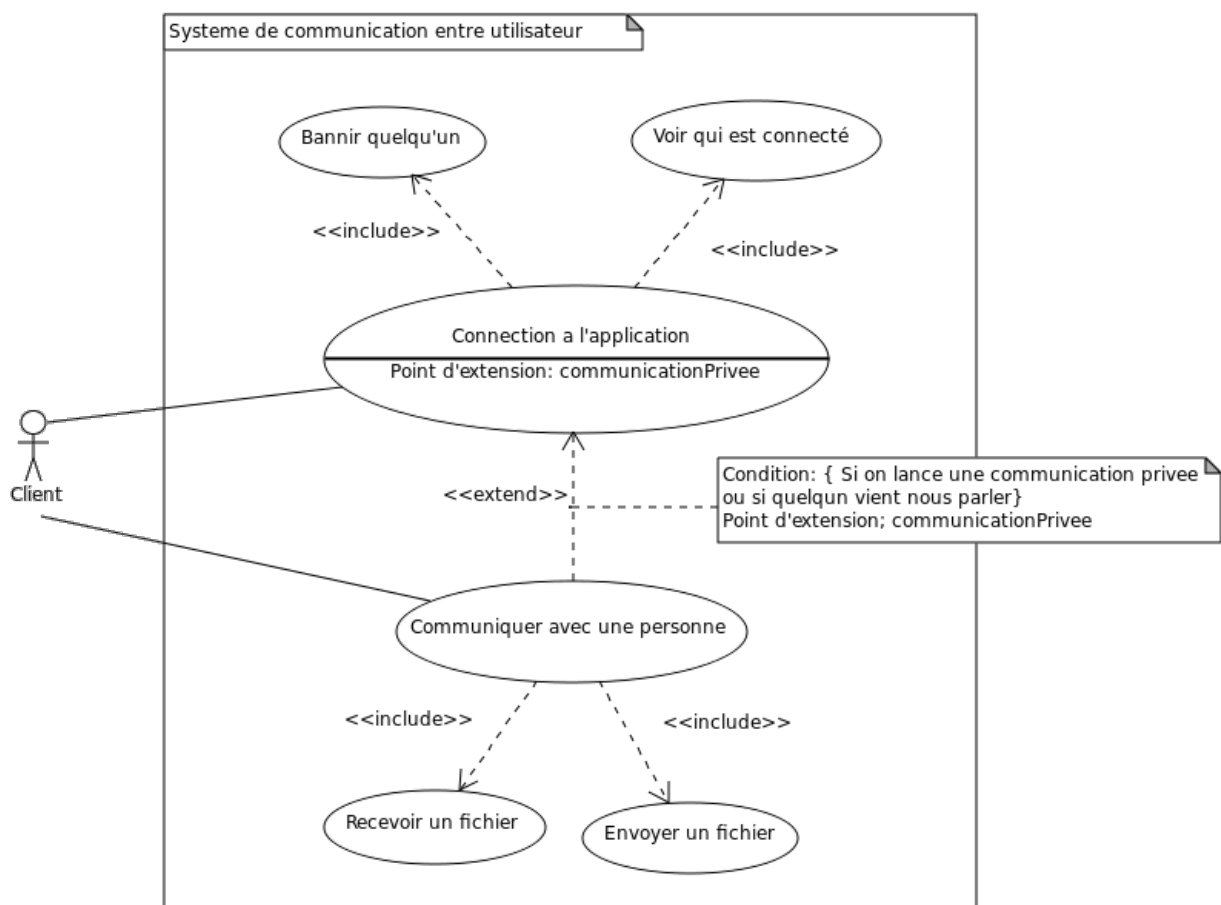 Systeme de communication entre utilisateur
Bannir quelqu'un
Voir qui est connecté
<<include>>
<<include>>
Connection a l'application
Point d'extension: communicationPrivee
Client
<<extend>>
Condition: { Si on lance une communication privee
ou si quelqun vient nous parler}
Point d'extension; communicationPrivee
Communiquer avec une personne
<<include>>
<<include>>
Recevoir un fichier
Envoyer un fichier